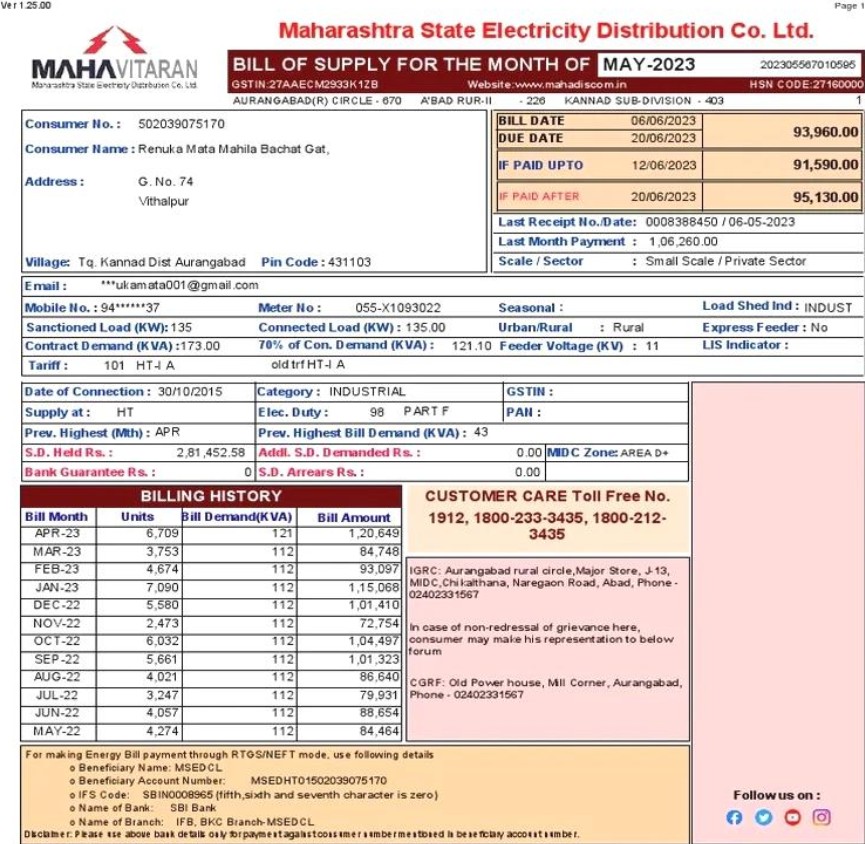 Ver 1.25.00 Page 1
Maharashtra State Electricity Distribution Co. Ltd.
MAHAVITARAN
Maharashtra State Electricity Distribution Co. Ltd.
BILL OF SUPPLY FOR THE MONTH OF MAY-2023 202305567010595
GSTIN:27AAECM2933K1ZB Website:www.mahadiscom.in HSN CODE:27160000
AURANGABAD(R) CIRCLE - 670 A'BAD RUR-II - 226 KANNAD SUB-DIVISION - 403 1
Consumer No. : 502039075170
Consumer Name : Renuka Mata Mahila Bachat Gat,
Address : G. No. 74
Vithalpur
Village: Tq. Kannad Dist Aurangabad Pin Code : 431103
BILL DATE 06/06/2023
DUE DATE 20/06/2023 93,960.00
IF PAID UPTO 12/06/2023 91,590.00
IF PAID AFTER 20/06/2023 95,130.00
Last Receipt No./Date: 0008388450 / 06-05-2023
Last Month Payment : 1,06,260.00
Scale / Sector : Small Scale / Private Sector
Email : ***ukamata001@gmail.com
Mobile No. : 94******37 Meter No : 055-X1093022 Seasonal : Load Shed Ind : INDUST
Sanctioned Load (KW): 135 Connected Load (KW) : 135.00 Urban/Rural : Rural Express Feeder : No
Contract Demand (KVA) :173.00 70% of Con. Demand (KVA) : 121.10 Feeder Voltage (KV) : 11 LIS Indicator :
Tariff : 101 HT-I A old trf HT-I A
Date of Connection : 30/10/2015 Category : INDUSTRIAL GSTIN :
Supply at : HT Elec. Duty : 98 PART F PAN :
Prev. Highest (Mth) : APR Prev. Highest Bill Demand (KVA) : 43
S.D. Held Rs. : 2,81,452.58 Addl. S.D. Demanded Rs. : 0.00 MIDC Zone: AREA D+
Bank Guarantee Rs. : 0 S.D. Arrears Rs. : 0.00
BILLING HISTORY
Bill Month Units Bill Demand(KVA) Bill Amount
APR-23 6,709 121 1,20,649
MAR-23 3,753 112 84,748
FEB-23 4,674 112 93,097
JAN-23 7,090 112 1,15,068
DEC-22 5,580 112 1,01,410
NOV-22 2,473 112 72,754
OCT-22 6,032 112 1,04,497
SEP-22 5,661 112 1,01,323
AUG-22 4,021 112 86,640
JUL-22 3,247 112 79,931
JUN-22 4,057 112 88,654
MAY-22 4,274 112 84,464
CUSTOMER CARE Toll Free No.
1912, 1800-233-3435, 1800-212-
3435
IGRC: Aurangabad rural circle,Major Store, J-13,
MIDC,Chikalthana, Naregaon Road, Abad, Phone -
02402331567
In case of non-redressal of grievance here,
consumer may make his representation to below
forum
CGRF: Old Power house, Mill Corner, Aurangabad,
Phone - 02402331567
For making Energy Bill payment through RTGS/NEFT mode, use following details
o Beneficiary Name: MSEDCL
o Beneficiary Account Number: MSEDHT01502039075170
o IFS Code: SBIN0008965 (fifth,sixth and seventh character is zero)
o Name of Bank: SBI Bank
o Name of Branch: IFB, BKC Branch-MSEDCL
Disclaimer: Please use above bank details only for payment against consumer number mentioned in beneficiary account number.
Follow us on :